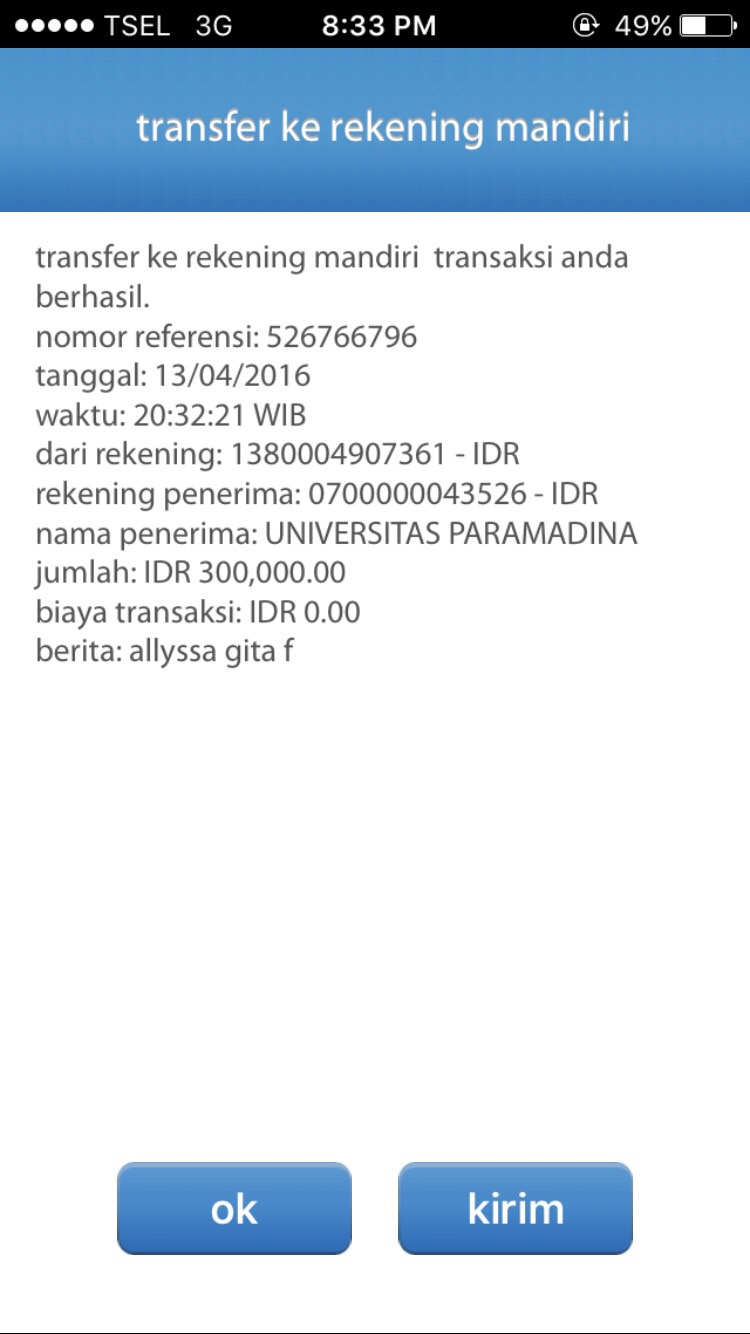 TSEL 3G 8:33 PM 49%
transfer ke rekening mandiri
transfer ke rekening mandiri  transaksi anda
berhasil.
nomor referensi: 526766796
tanggal: 13/04/2016
waktu: 20:32:21 WIB
dari rekening: 1380004907361 - IDR
rekening penerima: 0700000043526 - IDR
nama penerima: UNIVERSITAS PARAMADINA
jumlah: IDR 300,000.00
biaya transaksi: IDR 0.00
berita: allyssa gita f
ok
kirim